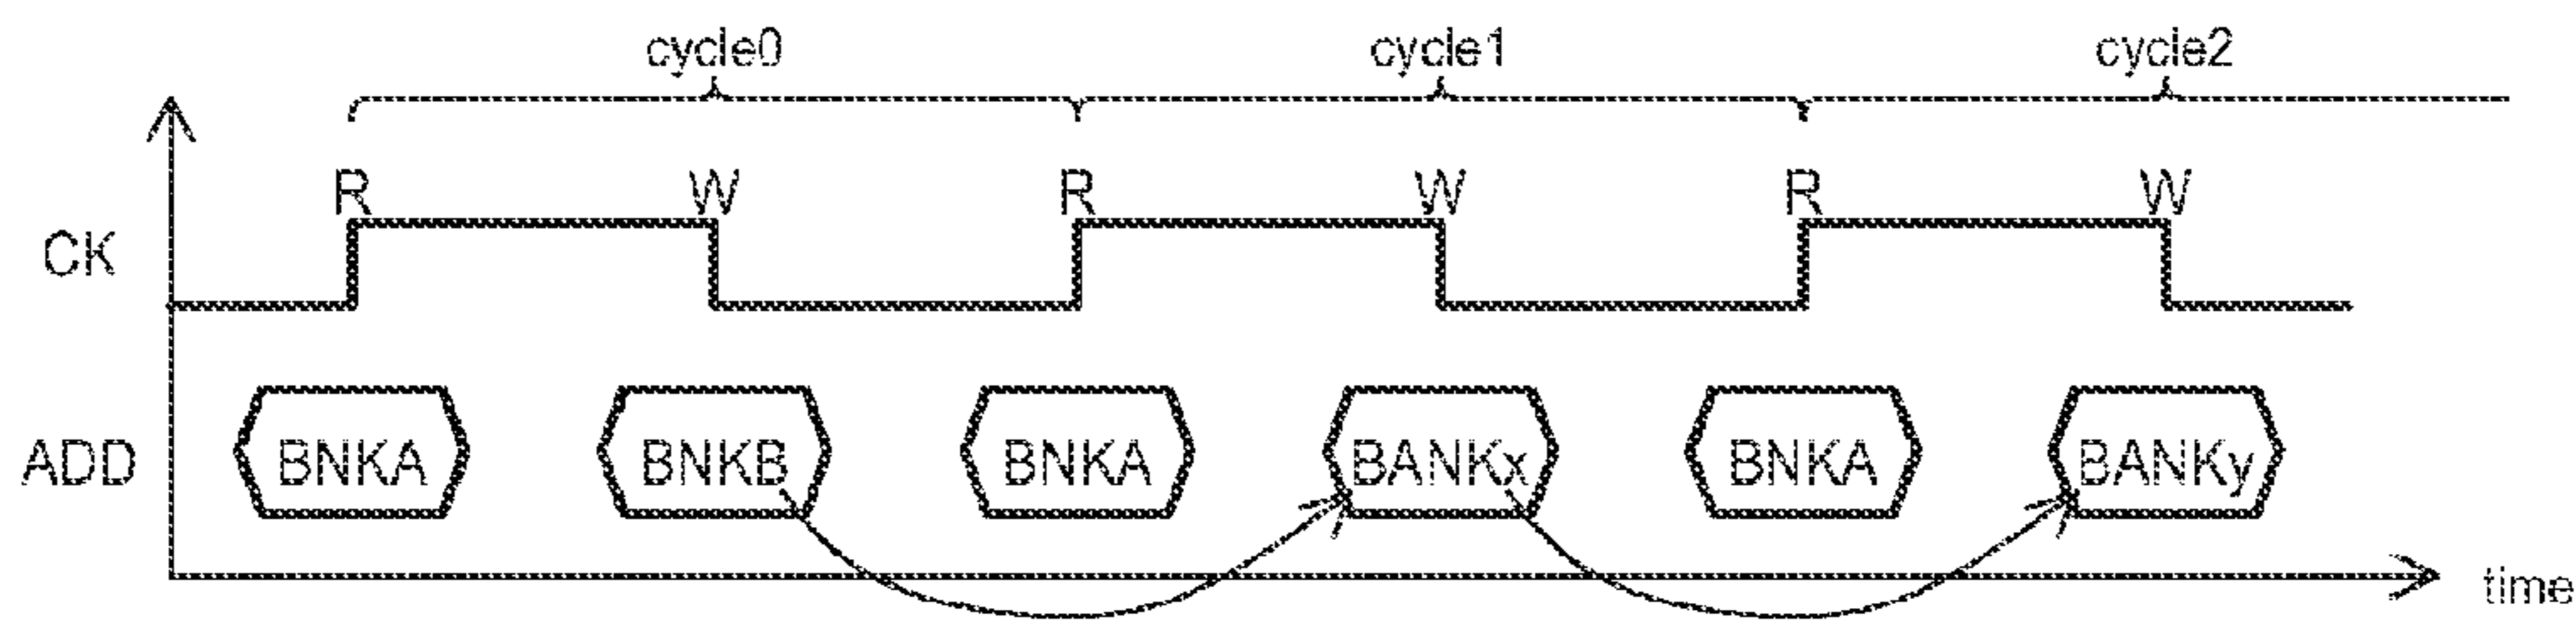 cycle0 cycle1 cycle2
R W R W R W
CK
ADD BNKA BNKB BNKA BANKx BNKA BANKy
time